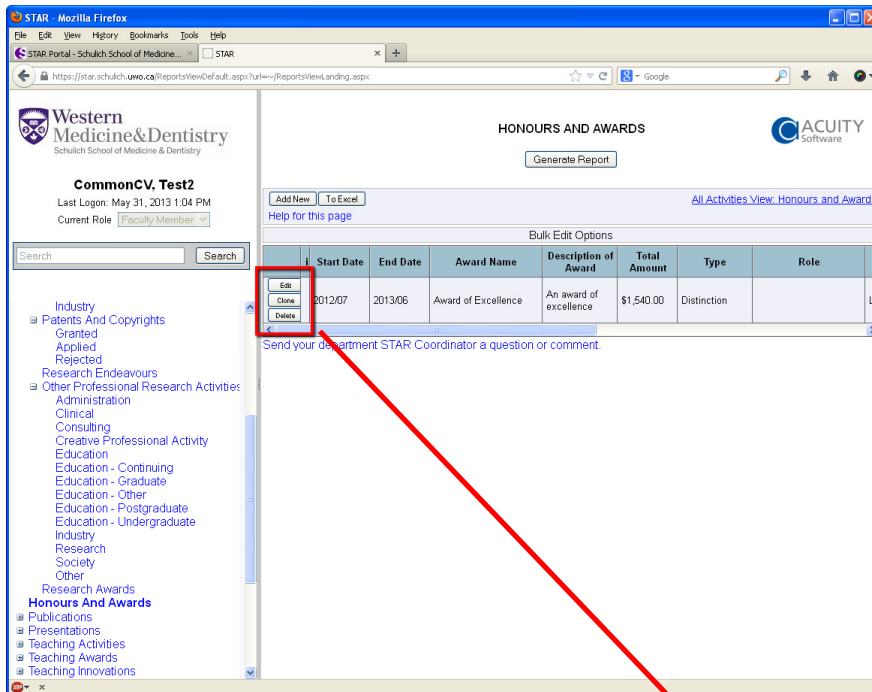 STAR - Mozilla Firefox
File Edit View History Bookmarks Tools Help
STAR Portal - Schulich School of Medicine... × STAR × +
https://star.schulich.uwo.ca/ReportsViewDefault.aspx?url=~/ReportsViewLanding.aspx
Google
Western
Medicine&Dentistry
Schulich School of Medicine & Dentistry
CommonCV, Test2
Last Logon: May 31, 2013 1:04 PM
Current Role Faculty Member
Search Search
Industry
Patents And Copyrights
Granted
Applied
Rejected
Research Endeavours
Other Professional Research Activities
Administration
Clinical
Consulting
Creative Professional Activity
Education
Education - Continuing
Education - Graduate
Education - Other
Education - Postgraduate
Education - Undergraduate
Industry
Research
Society
Other
Research Awards
Honours And Awards
Publications
Presentations
Teaching Activities
Teaching Awards
Teaching Innovations
HONOURS AND AWARDS
ACUITY
Software
Generate Report
Add New To Excel
All Activities View: Honours and Award
Help for this page
Bulk Edit Options
Start Date End Date Award Name Description of Award Total Amount Type Role
Edit
Clone
Delete
2012/07 2013/06 Award of Excellence An award of excellence $1,540.00 Distinction
Send your department STAR Coordinator a question or comment.